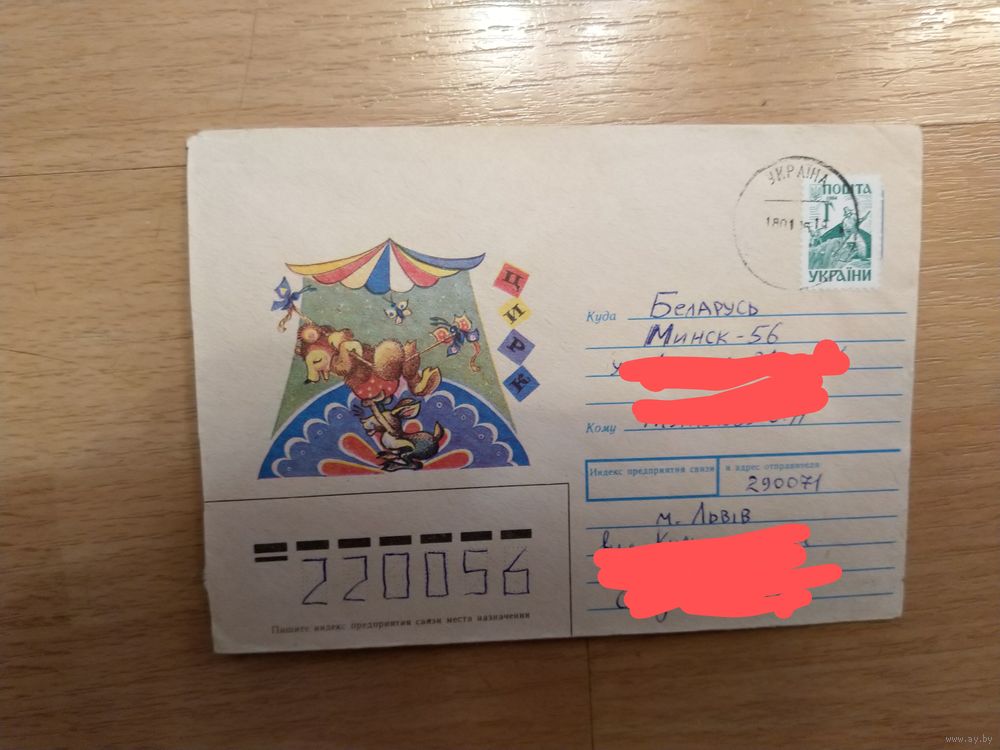 УКРАЇНА
ПОШТА
1994
Г
УКРАЇНИ
ЦИРК
Куда Беларусь
Минск-56
Кому
Индекс предприятия связи и адрес отправителя
290071
м. Львів
220056
Пишите индекс предприятия связи места назначения
www.ay.by